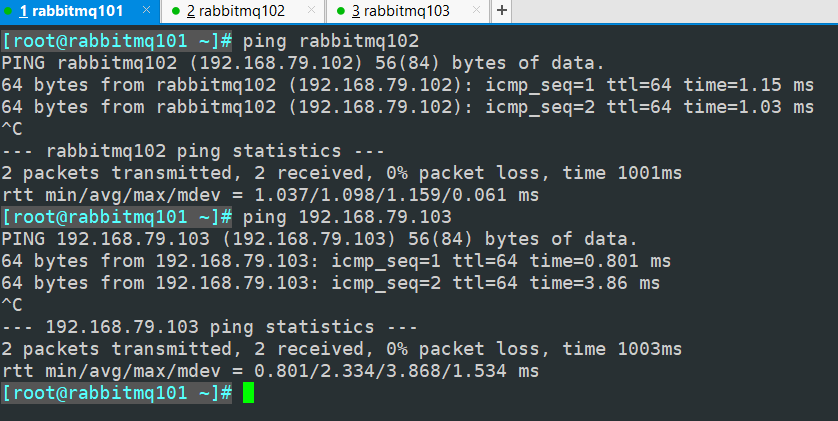 1 rabbitmq101 × 2 rabbitmq102 × 3 rabbitmq103 × +
[root@rabbitmq101 ~]# ping rabbitmq102
PING rabbitmq102 (192.168.79.102) 56(84) bytes of data.
64 bytes from rabbitmq102 (192.168.79.102): icmp_seq=1 ttl=64 time=1.15 ms
64 bytes from rabbitmq102 (192.168.79.102): icmp_seq=2 ttl=64 time=1.03 ms
^C
--- rabbitmq102 ping statistics ---
2 packets transmitted, 2 received, 0% packet loss, time 1001ms
rtt min/avg/max/mdev = 1.037/1.098/1.159/0.061 ms
[root@rabbitmq101 ~]# ping 192.168.79.103
PING 192.168.79.103 (192.168.79.103) 56(84) bytes of data.
64 bytes from 192.168.79.103: icmp_seq=1 ttl=64 time=0.801 ms
64 bytes from 192.168.79.103: icmp_seq=2 ttl=64 time=3.86 ms
^C
--- 192.168.79.103 ping statistics ---
2 packets transmitted, 2 received, 0% packet loss, time 1003ms
rtt min/avg/max/mdev = 0.801/2.334/3.868/1.534 ms
[root@rabbitmq101 ~]#